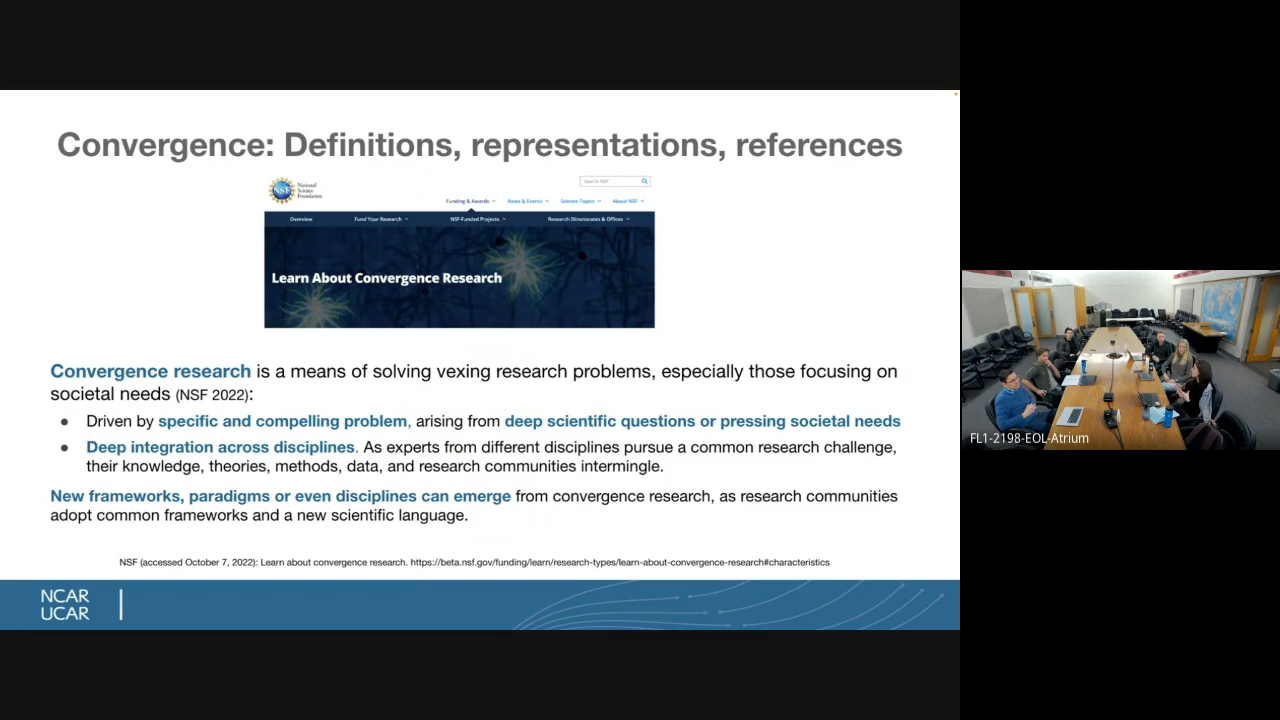 Convergence: Definitions, representations, references
NSF
National
Science
Foundation
Search NSF
Funding & Awards News & Events Science Topics About NSF
Overview Fund Your Research NSF-Funded Projects Research Directorates & Offices
Learn About Convergence Research
Convergence research is a means of solving vexing research problems, especially those focusing on
societal needs (NSF 2022):
● Driven by specific and compelling problem, arising from deep scientific questions or pressing societal needs
● Deep integration across disciplines. As experts from different disciplines pursue a common research challenge,
their knowledge, theories, methods, data, and research communities intermingle.
New frameworks, paradigms or even disciplines can emerge from convergence research, as research communities
adopt common frameworks and a new scientific language.
NSF (accessed October 7, 2022): Learn about convergence research. https://beta.nsf.gov/funding/learn/research-types/learn-about-convergence-research#characteristics
NCAR
UCAR
FL1-2198-EOL-Atrium